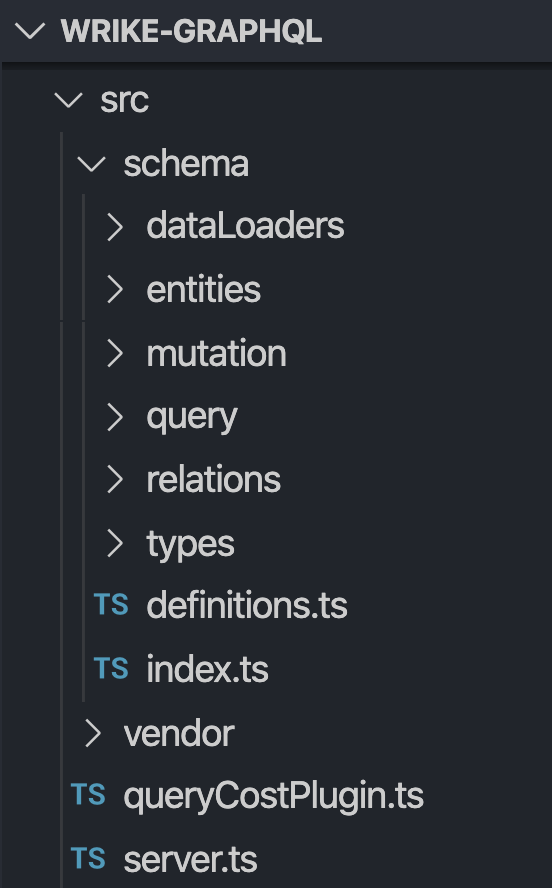 WRIKE-GRAPHQL
src
schema
dataLoaders
entities
mutation
query
relations
types
TS definitions.ts
TS index.ts
vendor
TS queryCostPlugin.ts
TS server.ts